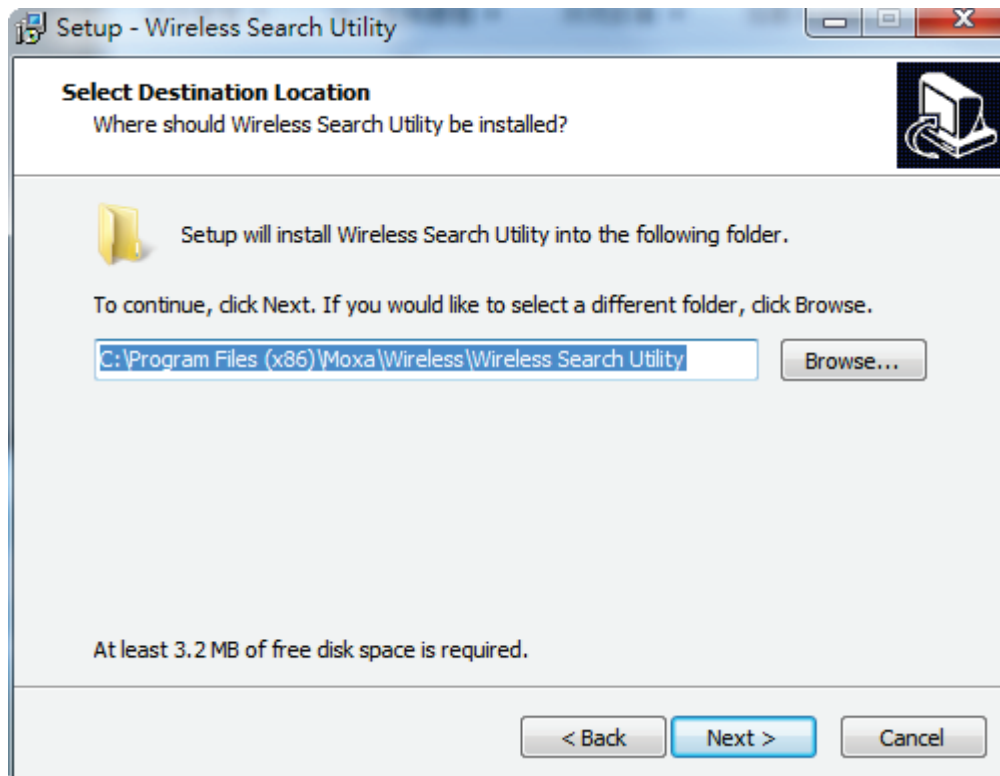 Setup - Wireless Search Utility
Select Destination Location
Where should Wireless Search Utility be installed?
Setup will install Wireless Search Utility into the following folder.
To continue, click Next. If you would like to select a different folder, click Browse.
C:\Program Files (x86)\Moxa\Wireless\Wireless Search Utility
Browse...
At least 3.2 MB of free disk space is required.
< Back
Next >
Cancel